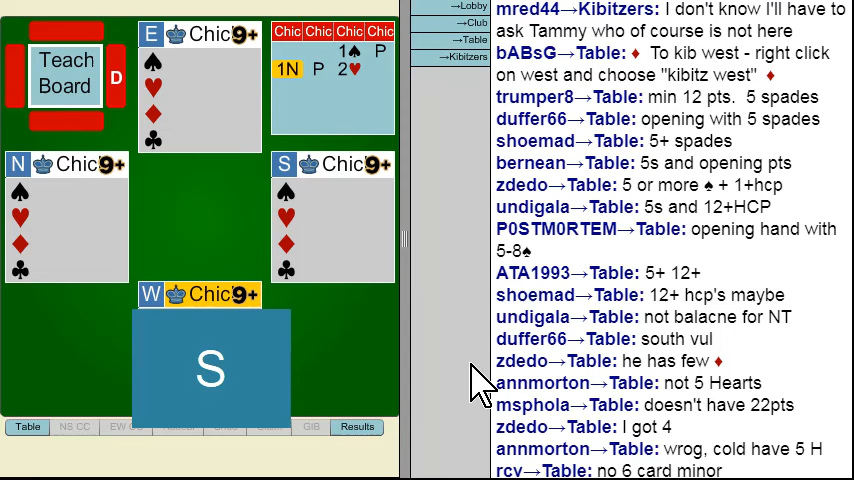 Teach
Board
D
E Chic 9+
Chic Chic Chic Chic
1♠ P
1N P 2♥
♠
♥
♦
♣
N Chic 9+
♠
♥
♦
♣
S Chic 9+
♠
♥
♦
♣
W Chic 9+
S
Table NS CC GIB Results
→Lobby
→Club
→Table
→Kibitzers
mred44→Kibitzers: I don't know I'll have to
ask Tammy who of course is not here
bABsG→Table: ♦ To kib west - right click
on west and choose "kibitz west" ♦
trumper8→Table: min 12 pts. 5 spades
duffer66→Table: opening with 5 spades
shoemad→Table: 5+ spades
bernean→Table: 5s and opening pts
zdedo→Table: 5 or more ♠ + 1+hcp
undigala→Table: 5s and 12+HCP
P0STM0RTEM→Table: opening hand with
5-8♠
ATA1993→Table: 5+ 12+
shoemad→Table: 12+ hcp's maybe
undigala→Table: not balacne for NT
duffer66→Table: south vul
zdedo→Table: he has few ♦
annmorton→Table: not 5 Hearts
msphola→Table: doesn't have 22pts
zdedo→Table: I got 4
annmorton→Table: wrog, cold have 5 H
rcv→Table: no 6 card minor